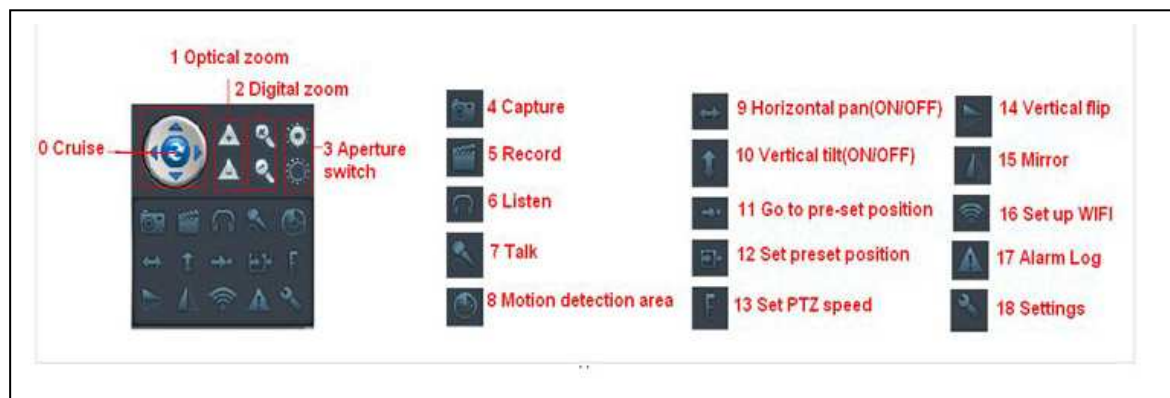 1 Optical zoom
2 Digital zoom
0 Cruise
3 Aperture
switch
4 Capture
5 Record
6 Listen
7 Talk
8 Motion detection area
9 Horizontal pan(ON/OFF)
10 Vertical tilt(ON/OFF)
11 Go to pre-set position
12 Set preset position
13 Set PTZ speed
14 Vertical flip
15 Mirror
16 Set up WIFI
17 Alarm Log
18 Settings